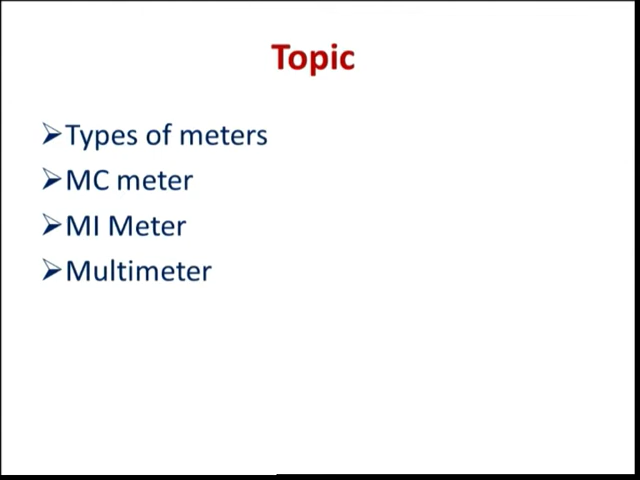 Topic
Types of meters
MC meter
MI Meter
Multimeter